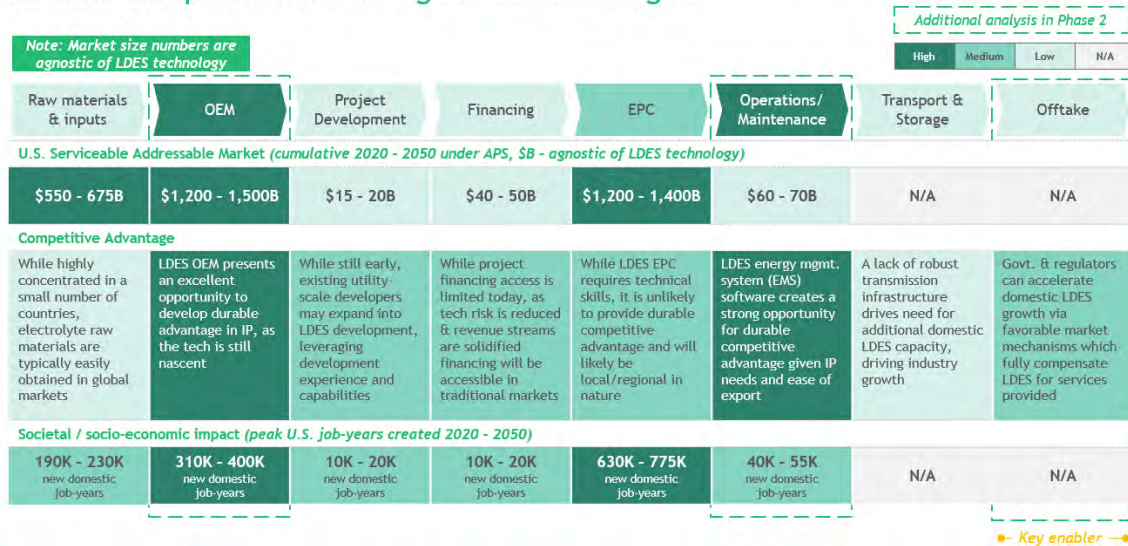 Additional analysis in Phase 2
Note: Market size numbers are
agnostic of LDES technology
High
Medium
Low
N/A
Raw materials
& inputs
OEM
Project
Development
Financing
EPC
Operations/
Maintenance
Transport &
Storage
Offtake
U.S. Serviceable Addressable Market (cumulative 2020 - 2050 under APS, $B - agnostic of LDES technology)
$550 - 675B
$1,200 - 1,500B
$15 - 20B
$40 - 50B
$1,200 - 1,400B
$60 - 70B
N/A
N/A
Competitive Advantage
While highly
concentrated in a
small number of
countries,
electrolyte raw
materials are
typically easily
obtained in global
markets
LDES OEM presents
an excellent
opportunity to
develop durable
advantage in IP, as
the tech is still
nascent
While still early,
existing utility-
scale developers
may expand into
LDES development,
leveraging
development
experience and
capabilities
While project
financing access is
limited today, as
tech risk is reduced
& revenue streams
are solidified
financing will be
accessible in
traditional markets
While LDES EPC
requires technical
skills, it is unlikely
to provide durable
competitive
advantage and will
likely be
local/regional in
nature
LDES energy mgmt.
system (EMS)
software creates a
strong opportunity
for durable
competitive
advantage given IP
needs and ease of
export
A lack of robust
transmission
infrastructure
drives need for
additional domestic
LDES capacity,
driving industry
growth
Govt. & regulators
can accelerate
domestic LDES
growth via
favorable market
mechanisms which
fully compensate
LDES for services
provided
Societal / socio-economic impact (peak U.S. job-years created 2020 - 2050)
190K - 230K
new domestic
job-years
310K - 400K
new domestic
job-years
10K - 20K
new domestic
job-years
10K - 20K
new domestic
job-years
630K - 775K
new domestic
job-years
40K - 55K
new domestic
job-years
N/A
N/A
Key enabler